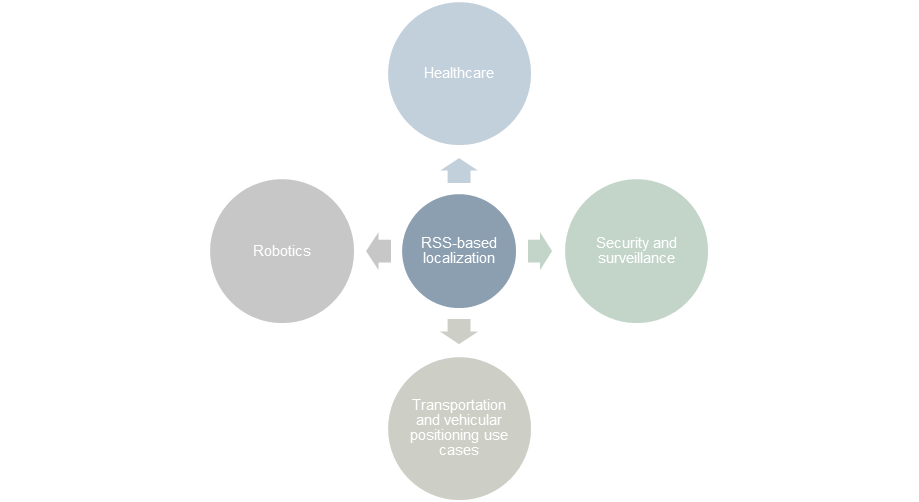 Healthcare
Robotics
RSS-based
localization
Security and
surveillance
Transportation
and vehicular
positioning use
cases